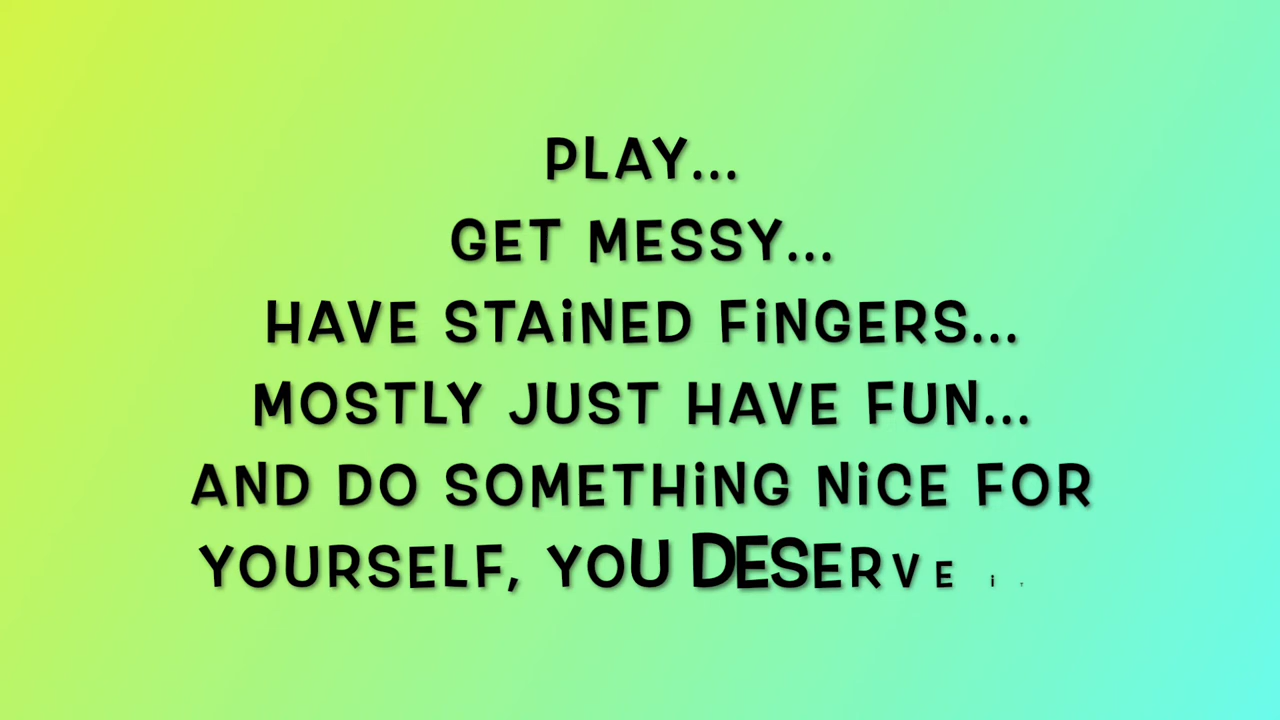 PLAY...
GET MESSY...
HAVE STAiNED FiNGERS...
MOSTLY JUST HAVE FUN...
AND DO SOMETHiNG NiCE FOR
YOURSELF, YOU DESERVE iT